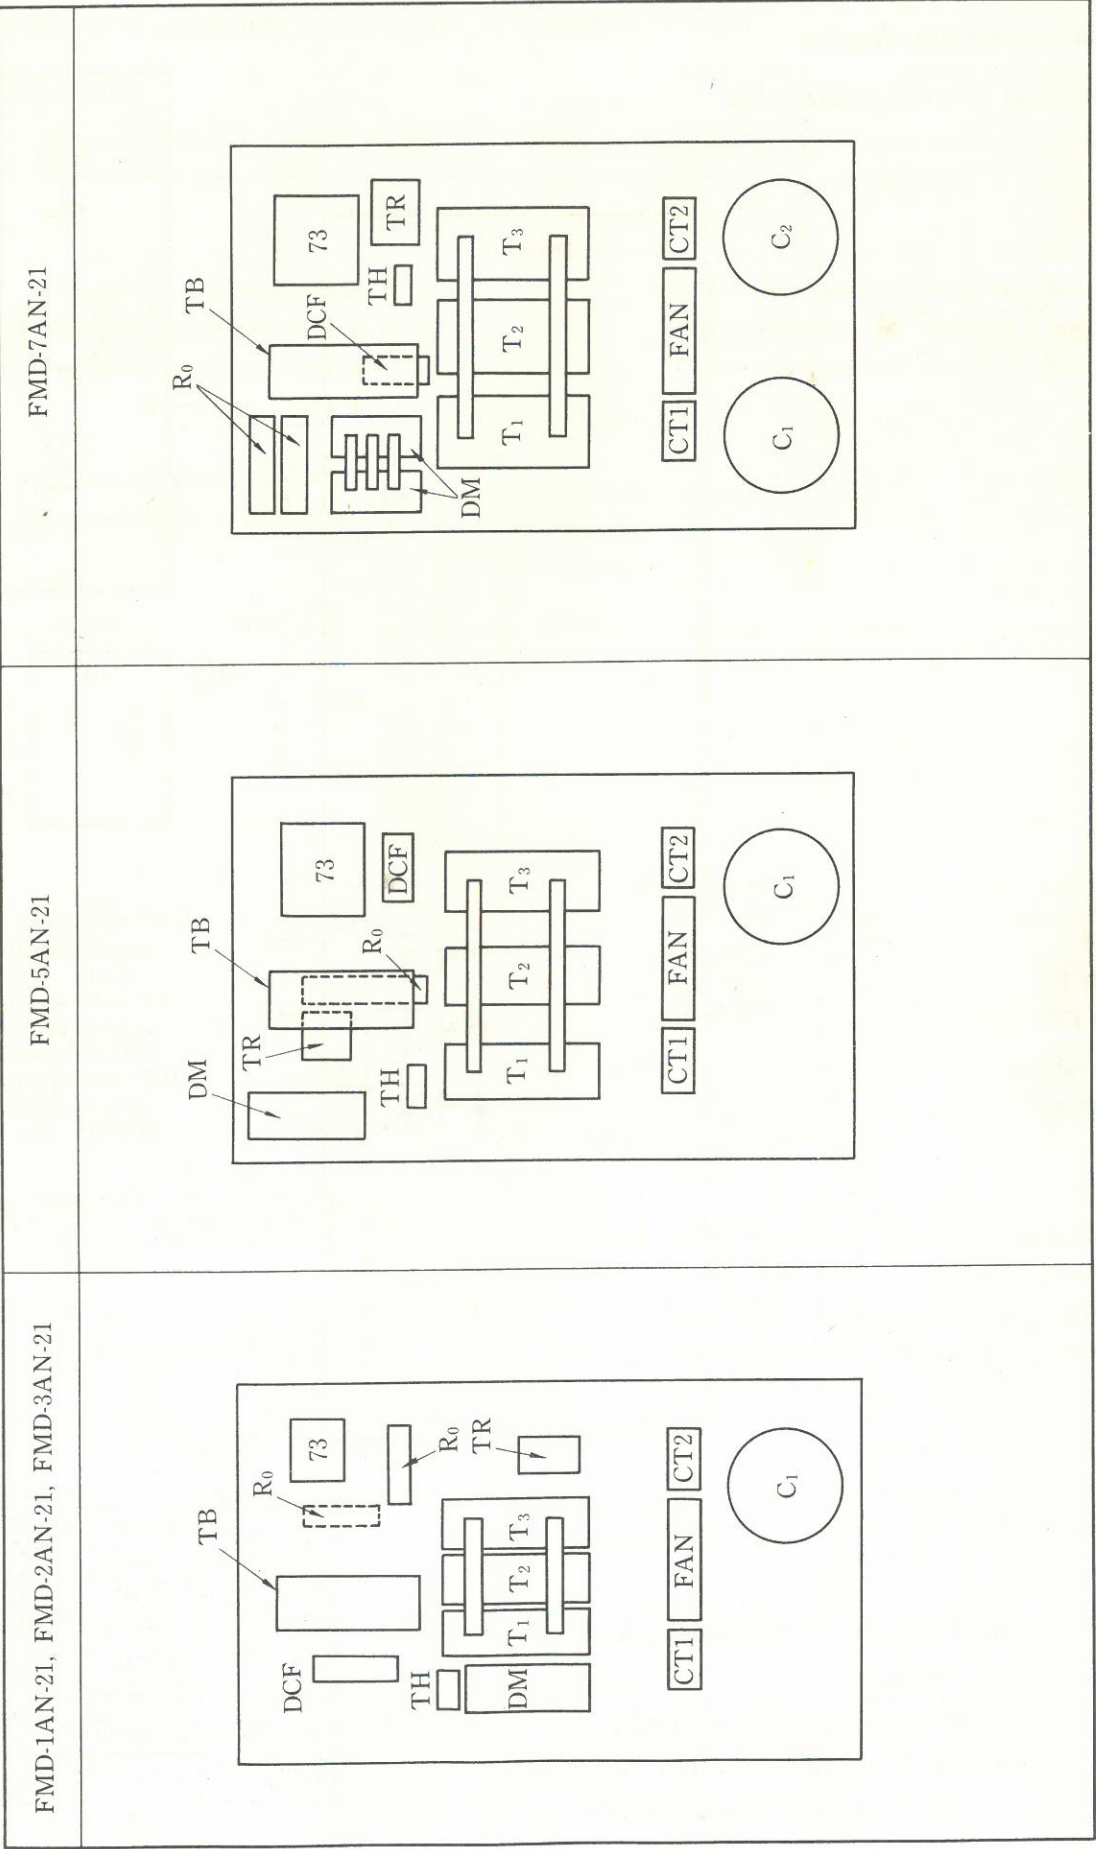 FMD-1AN-21, FMD-2AN-21, FMD-3AN-21
TB
R₀
73
DCF
R₀
TR
TH
DM
T₁
T₂
T₃
CT1
FAN
CT2
C₁
FMD-5AN-21
TB
DM
TR
R₀
73
DCF
TH
T₁
T₂
T₃
CT1
FAN
CT2
C₁
FMD-7AN-21
R₀
TB
DCF
73
TR
TH
DM
T₁
T₂
T₃
CT1
FAN
CT2
C₁
C₂